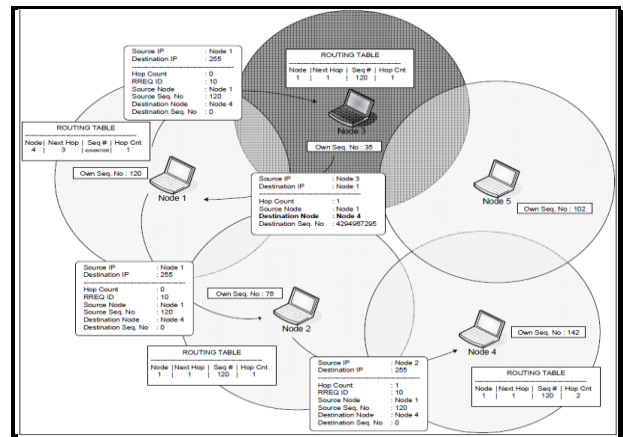 Source IP : Node 1
Destination IP : 255
Hop Count : 0
RREQ ID : 10
Source Node : Node 1
Source Seq. No : 120
Destination Node : Node 4
Destination Seq. No : 0
ROUTING TABLE
Node |Next Hop | Seq # | Hop Cnt
1 | 1 | 120 | 1
Node 3
Own Seq. No : 36
ROUTING TABLE
Node| Next Hop | Seq # | Hop Cnt
4 | 3 | 4294967295 | 1
Own Seq. No : 120
Node 1
Source IP : Node 3
Destination IP : Node 1
Hop Count : 1
Source Node : Node 1
Destination Node : Node 4
Destination Seq. No : 4294967295
Node 5
Own Seq. No : 102
Source IP : Node 1
Destination IP : 255
Hop Count : 0
RREQ ID : 10
Source Node : Node 1
Source Seq. No : 120
Destination Node : Node 4
Destination Seq. No : 0
Own Seq. No : 76
Node 2
Own Seq. No : 142
Node 4
ROUTING TABLE
Node |Next Hop | Seq # | Hop Cnt
1 | 1 | 120 | 1
Source IP : Node 2
Destination IP : 255
Hop Count : 1
RREQ ID : 10
Source Node : Node 1
Source Seq. No : 120
Destination Node : Node 4
Destination Seq. No : 0
ROUTING TABLE
Node |Next Hop | Seq # | Hop Cnt
1 | 1 | 120 | 2